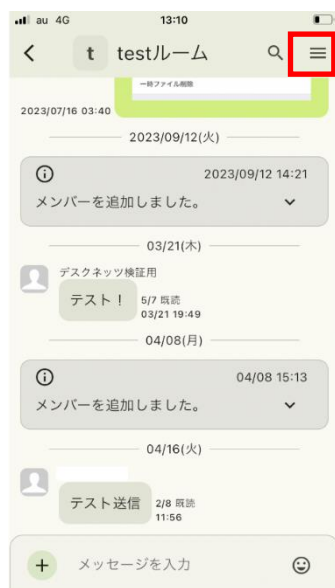 au 4G 13:10
t testルーム
一時ファイル削除
2023/07/16 03:40
2023/09/12(火)
2023/09/12 14:21
メンバーを追加しました。
03/21(木)
デスクネッツ検証用
テスト！ 5/7 既読
03/21 19:49
04/08(月)
04/08 15:13
メンバーを追加しました。
04/16(火)
テスト送信 2/8 既読
11:56
メッセージを入力